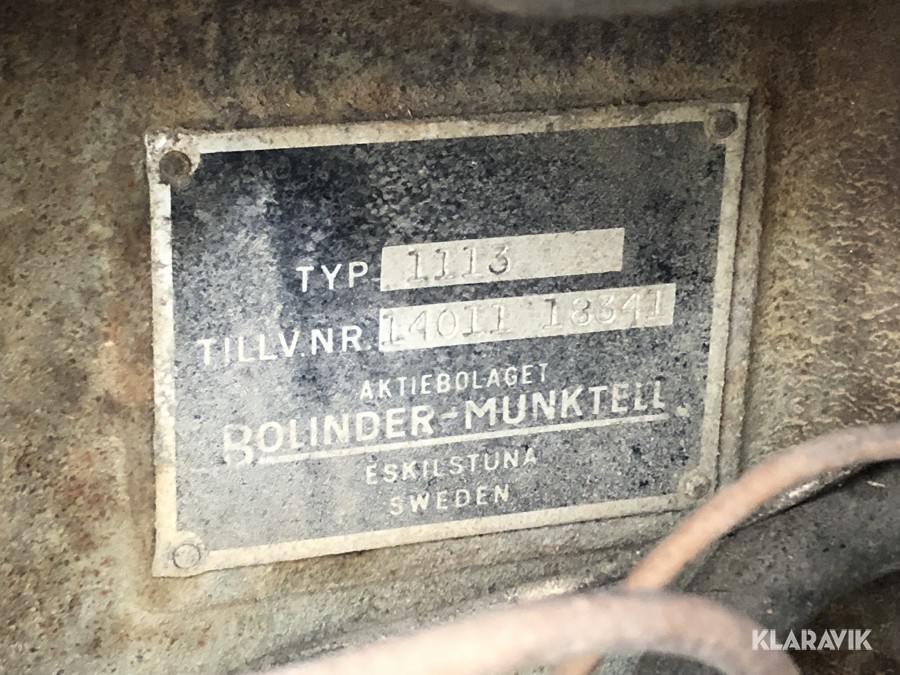 TYP. 1113
TILLV.NR. 14011 18341
AKTIEBOLAGET
BOLINDER-MUNKTELL
ESKILSTUNA
SWEDEN
KLARAVIK